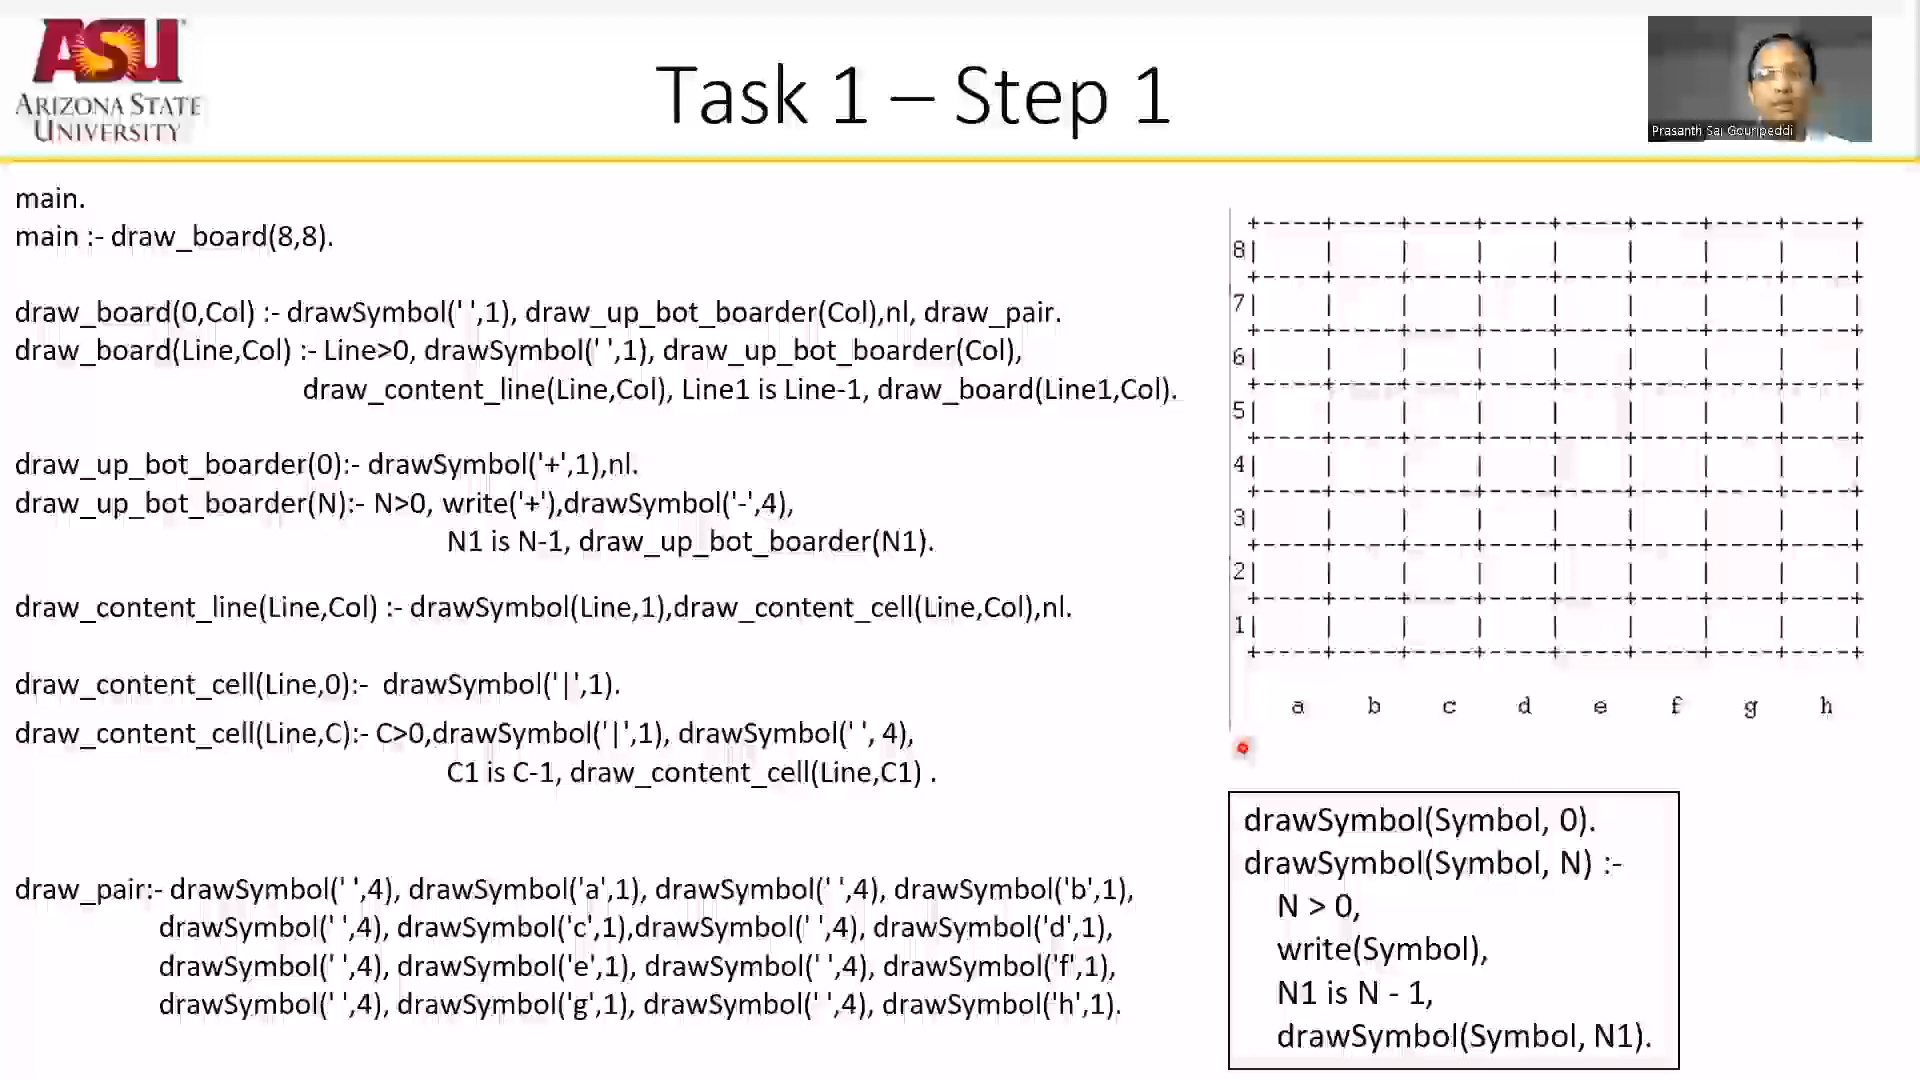 ASU
ARIZONA STATE
UNIVERSITY
Task 1 – Step 1
Prasanth Sai Gouripeddi
main.
main :- draw_board(8,8).
draw_board(0,Col) :- drawSymbol(' ',1), draw_up_bot_boarder(Col),nl, draw_pair.
draw_board(Line,Col) :- Line>0, drawSymbol(' ',1), draw_up_bot_boarder(Col),
draw_content_line(Line,Col), Line1 is Line-1, draw_board(Line1,Col).
draw_up_bot_boarder(0):- drawSymbol('+',1),nl.
draw_up_bot_boarder(N):- N>0, write('+'),drawSymbol('-',4),
N1 is N-1, draw_up_bot_boarder(N1).
draw_content_line(Line,Col) :- drawSymbol(Line,1),draw_content_cell(Line,Col),nl.
draw_content_cell(Line,0):- drawSymbol('|',1).
draw_content_cell(Line,C):- C>0,drawSymbol('|',1), drawSymbol(' ', 4),
C1 is C-1, draw_content_cell(Line,C1) .
draw_pair:- drawSymbol(' ',4), drawSymbol('a',1), drawSymbol(' ',4), drawSymbol('b',1),
drawSymbol(' ',4), drawSymbol('c',1),drawSymbol(' ',4), drawSymbol('d',1),
drawSymbol(' ',4), drawSymbol('e',1), drawSymbol(' ',4), drawSymbol('f',1),
drawSymbol(' ',4), drawSymbol('g',1), drawSymbol(' ',4), drawSymbol('h',1).
+----+----+----+----+----+----+----+----+
8|    |    |    |    |    |    |    |    |
+----+----+----+----+----+----+----+----+
7|    |    |    |    |    |    |    |    |
+----+----+----+----+----+----+----+----+
6|    |    |    |    |    |    |    |    |
+----+----+----+----+----+----+----+----+
5|    |    |    |    |    |    |    |    |
+----+----+----+----+----+----+----+----+
4|    |    |    |    |    |    |    |    |
+----+----+----+----+----+----+----+----+
3|    |    |    |    |    |    |    |    |
+----+----+----+----+----+----+----+----+
2|    |    |    |    |    |    |    |    |
+----+----+----+----+----+----+----+----+
1|    |    |    |    |    |    |    |    |
+----+----+----+----+----+----+----+----+
a b c d e f g h
drawSymbol(Symbol, 0).
drawSymbol(Symbol, N) :-
N > 0,
write(Symbol),
N1 is N - 1,
drawSymbol(Symbol, N1).